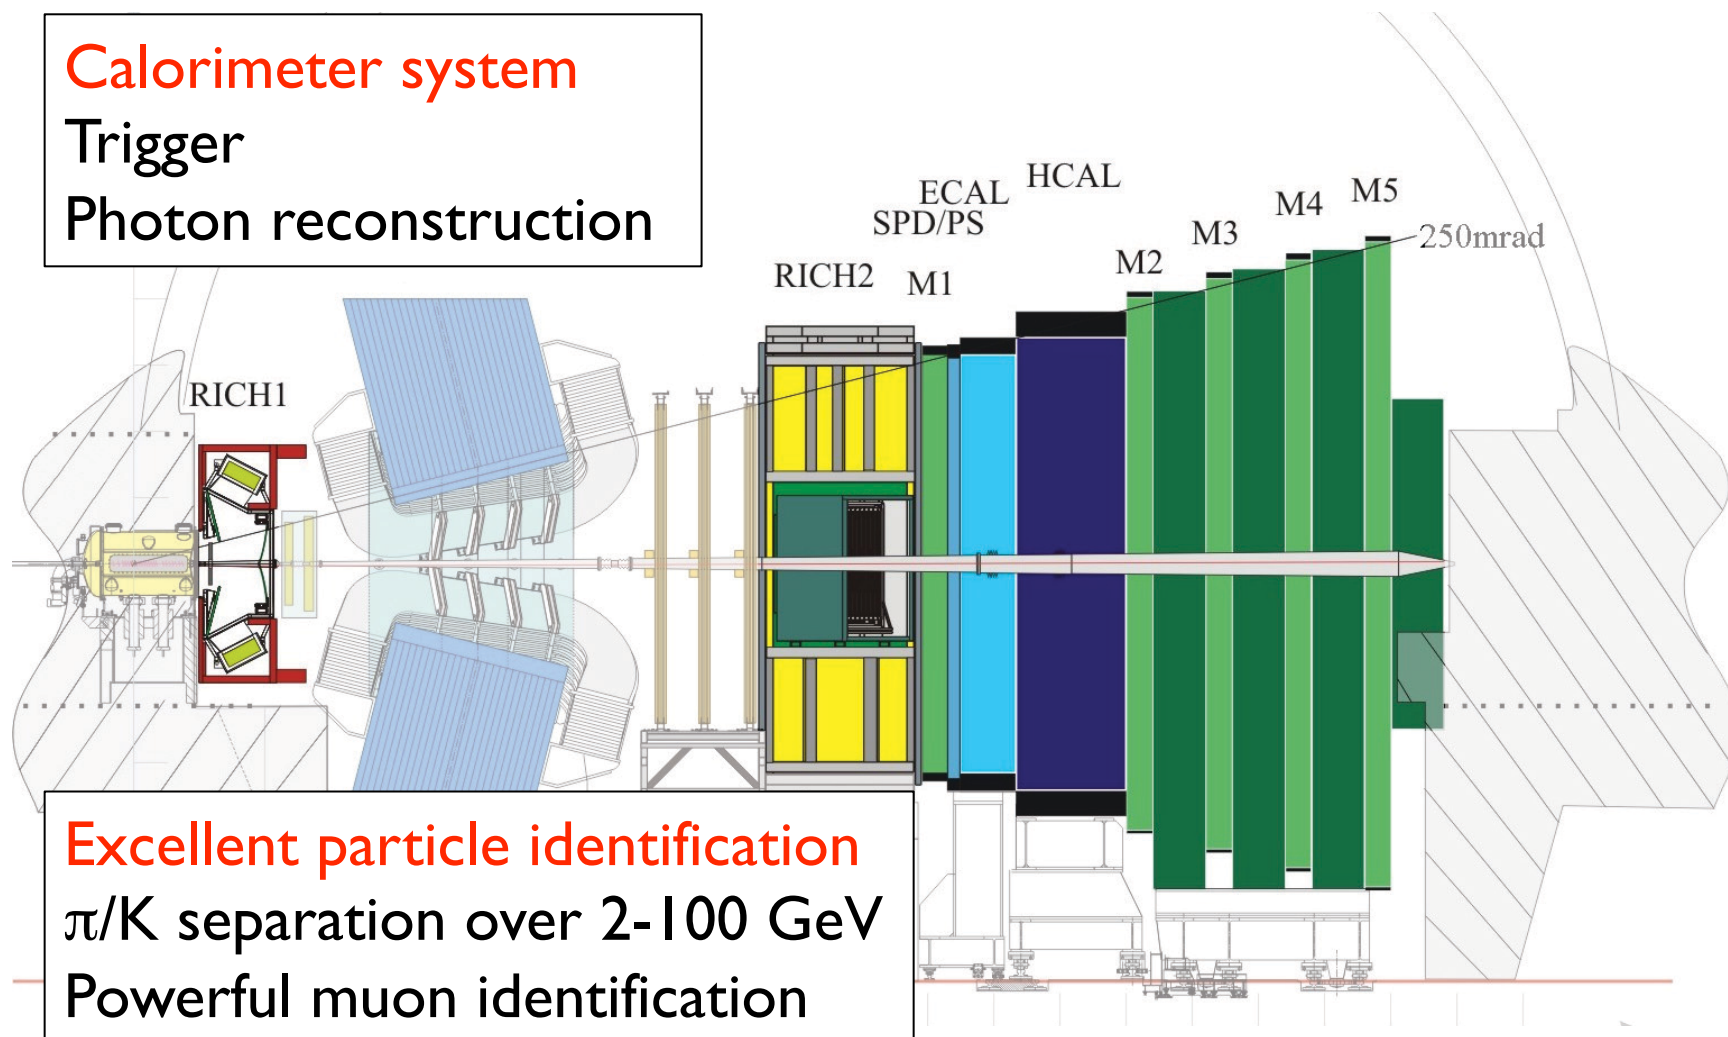 Calorimeter system
Trigger
Photon reconstruction
HCAL
ECAL
SPD/PS
M5
M4
M3
M2
250mrad
RICH2
M1
RICH1
Excellent particle identification
π/K separation over 2-100 GeV
Powerful muon identification